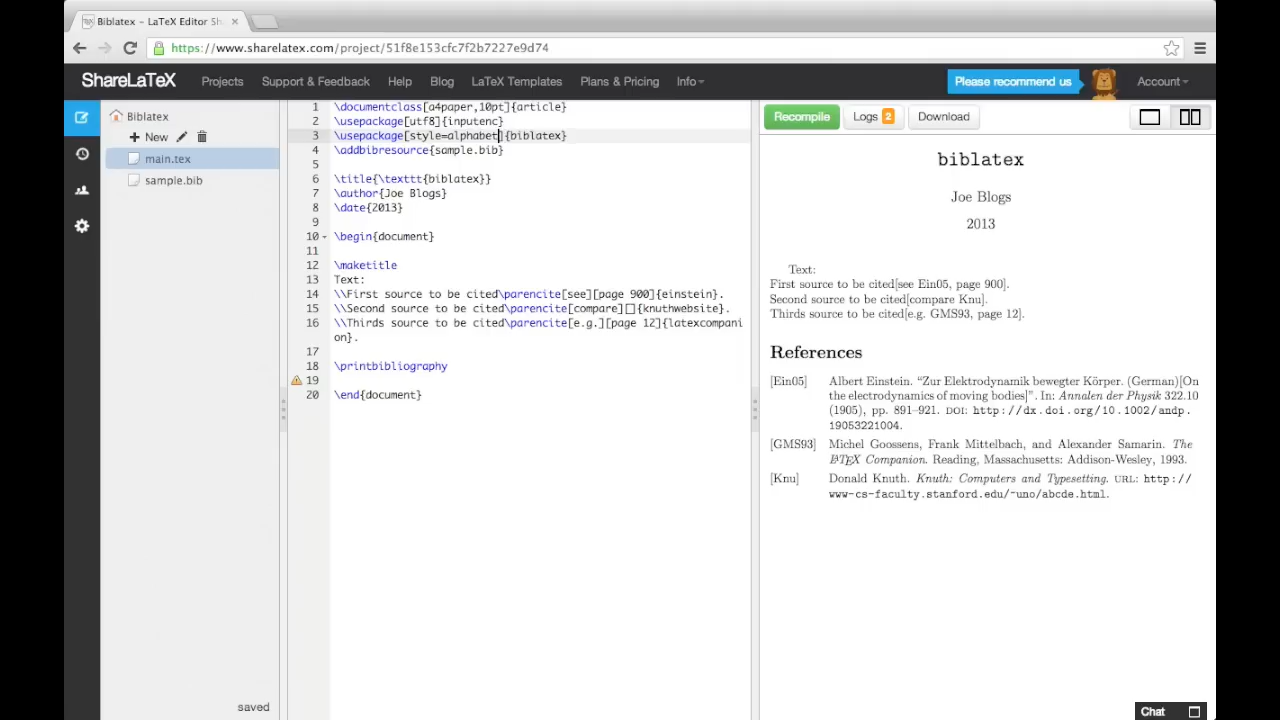 Biblatex - LaTeX Editor Sh
https://www.sharelatex.com/project/51f8e153cfc7f2b7227e9d74
ShareLaTeX Projects Support & Feedback Help Blog LaTeX Templates Plans & Pricing Info Please recommend us Account
Biblatex
New
main.tex
sample.bib
saved
1 \documentclass[a4paper,10pt]{article}
2 \usepackage[utf8]{inputenc}
3 \usepackage[style=alphabet]{biblatex}
4 \addbibresource{sample.bib}
5
6 \title{\texttt{biblatex}}
7 \author{Joe Blogs}
8 \date{2013}
9
10 \begin{document}
11
12 \maketitle
13 Text:
14 \\First source to be cited\parencite[see][page 900]{einstein}.
15 \\Second source to be cited\parencite[compare][]{knuthwebsite}.
16 \\Thirds source to be cited\parencite[e.g.][page 12]{latexcompani
on}.
17
18 \printbibliography
19
20 \end{document}
Recompile Logs 2 Download
biblatex
Joe Blogs
2013
Text:
First source to be cited[see Ein05, page 900].
Second source to be cited[compare Knu].
Thirds source to be cited[e.g. GMS93, page 12].
References
[Ein05] Albert Einstein. “Zur Elektrodynamik bewegter Körper. (German)[On
the electrodynamics of moving bodies]”. In: Annalen der Physik 322.10
(1905), pp. 891–921. DOI: http://dx.doi.org/10.1002/andp.
19053221004.
[GMS93] Michel Goossens, Frank Mittelbach, and Alexander Samarin. The
LATEX Companion. Reading, Massachusetts: Addison-Wesley, 1993.
[Knu] Donald Knuth. Knuth: Computers and Typesetting. URL: http://
www-cs-faculty.stanford.edu/~uno/abcde.html.
Chat